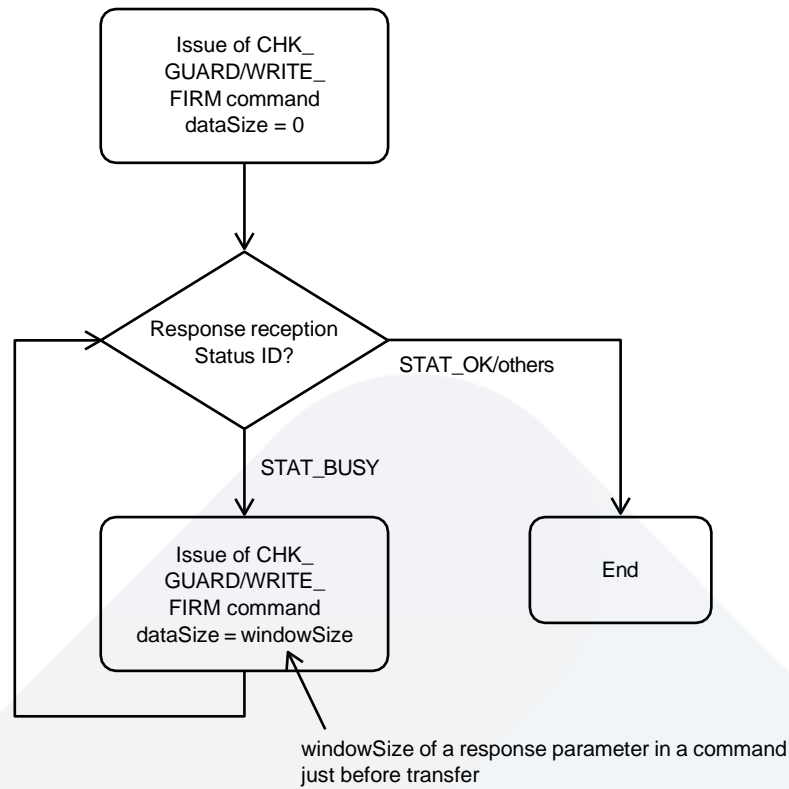 Issue of CHK_
GUARD/WRITE_
FIRM command
dataSize = 0
Response reception
Status ID?
STAT_OK/others
STAT_BUSY
Issue of CHK_
GUARD/WRITE_
FIRM command
dataSize = windowSize
End
windowSize of a response parameter in a command
just before transfer